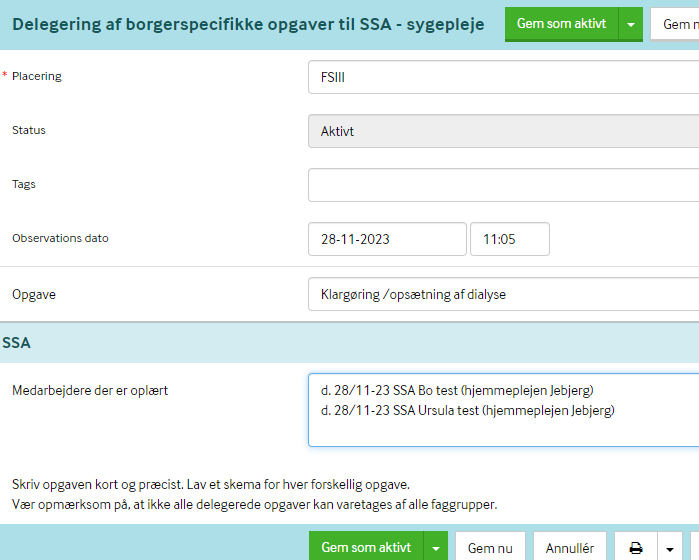 Delegering af borgerspecifikke opgaver til SSA - sygepleje Gem som aktivt Gem
* Placering FSIII
Status Aktivt
Tags
Observations dato 28-11-2023 11:05
Opgave Klargøring /opsætning af dialyse
SSA
Medarbejdere der er oplært d. 28/11-23 SSA Bo test (hjemmeplejen Jebjerg)
d. 28/11-23 SSA Ursula test (hjemmeplejen Jebjerg)
Skriv opgaven kort og præcist. Lav et skema for hver forskellig opgave.
Vær opmærksom på, at ikke alle delegerede opgaver kan varetages af alle faggrupper.
Gem som aktivt Gem nu Annullér